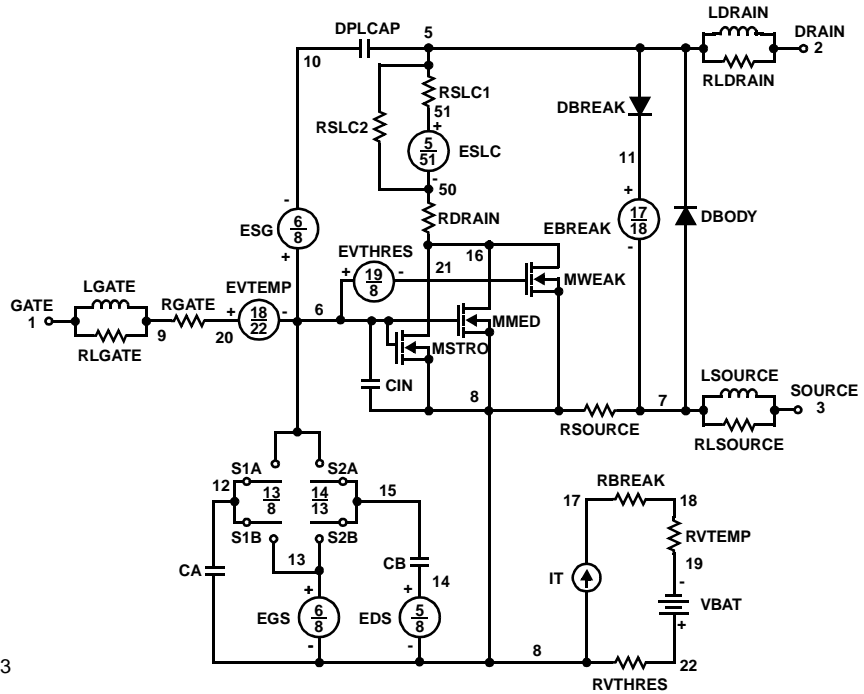 LDRAIN
DPLCAP 5 DRAIN
10 2
RLDRAIN
RSLC1
51
DBREAK
RSLC2
+
5
51
ESLC
-
50
11
-
RDRAIN
+
17
18
EBREAK
-
DBODY
6
8
ESG
+
EVTHRES
16
+ 19
8 -
21
MWEAK
LGATE
EVTEMP
GATE
1
RGATE
+ 18
22 -
6
MMED
9
20
RLGATE
MSTRO
CIN
8
LSOURCE
7
SOURCE
3
RSOURCE
RLSOURCE
S1A
S2A
12
13
8
14
13
15
S1B
S2B
13
RBREAK
17 18
RVTEMP
19
CA
CB
14
IT
-
VBAT
+
+
EGS 6
8
-
+
EDS 5
8
-
8
22
RVTHRES
3